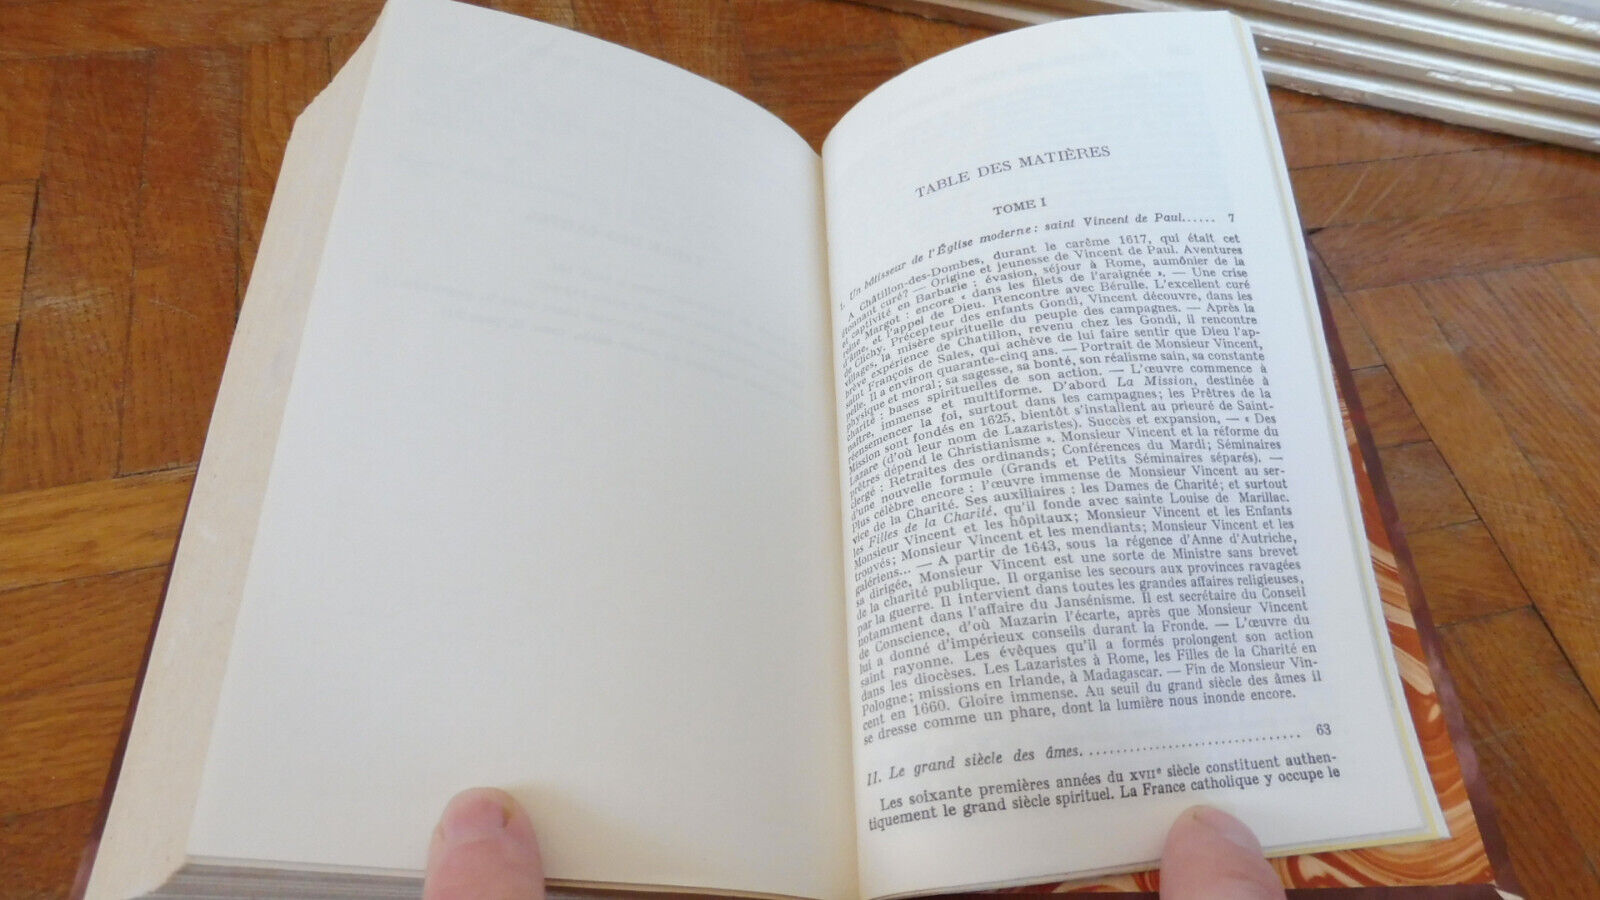 TABLE DES MATIÈRES
TOME I
I. Un bâtisseur de l'Église moderne : saint Vincent de Paul...... 7
A Châtillon-des-Dombes, durant le carême 1617, qui était cet
étonnant curé? — Origine et jeunesse de Vincent de Paul. Aventures
et captivité en Barbarie : évasion, séjour à Rome, aumônier de la
reine Margot : encore « dans les filets de l'araignée ». — Une crise
d'âme, et l'appel de Dieu. Rencontre avec Bérulle. L'excellent curé
de Clichy. Précepteur des enfants Gondi, Vincent découvre, dans les
villages, la misère spirituelle du peuple des campagnes. — Après la
brève expérience de Chatillon, revenu chez les Gondi, il rencontre
saint François de Sales, qui achève de lui faire sentir que Dieu l'ap-
pelle. Il a environ quarante-cinq ans. — Portrait de Monsieur Vincent,
physique et moral ; sa sagesse, sa bonté, son réalisme sain, sa constante
charité : bases spirituelles de son action. — L'œuvre commence à
naître, immense et multiforme. D'abord La Mission, destinée à
réensemencer la foi, surtout dans les campagnes; les Prêtres de la
Mission sont fondés en 1625, bientôt s'installent au prieuré de Saint-
Lazare (d'où leur nom de Lazaristes). Succès et expansion, — « Des
prêtres dépend le Christianisme ». Monsieur Vincent et la réforme du
clergé : Retraites des ordinands; Conférences du Mardi; Séminaires
d'une nouvelle formule (Grands et Petits Séminaires séparés). —
Plus célèbre encore : l'œuvre immense de Monsieur Vincent au ser-
vice de la Charité. Ses auxiliaires : les Dames de Charité; et surtout
les Filles de la Charité, qu'il fonde avec sainte Louise de Marillac.
Monsieur Vincent et les hôpitaux; Monsieur Vincent et les Enfants
trouvés; Monsieur Vincent et les mendiants; Monsieur Vincent et les
galériens... — A partir de 1643, sous la régence d'Anne d'Autriche,
sa dirigée, Monsieur Vincent est une sorte de Ministre sans brevet
de la charité publique. Il organise les secours aux provinces ravagées
par la guerre. Il intervient dans toutes les grandes affaires religieuses,
notamment dans l'affaire du Jansénisme. Il est secrétaire du Conseil
de Conscience, d'où Mazarin l'écarte, après que Monsieur Vincent
lui a donné d'impérieux conseils durant la Fronde. — L'œuvre du
saint rayonne. Les évêques qu'il a formés prolongent son action
dans les diocèses. Les Lazaristes à Rome, les Filles de la Charité en
Pologne; missions en Irlande, à Madagascar. — Fin de Monsieur Vin-
cent en 1660. Gloire immense. Au seuil du grand siècle des âmes il
se dresse comme un phare, dont la lumière nous inonde encore.
II. Le grand siècle des âmes................................ 63
Les soixante premières années du XVIIe siècle constituent authen-
tiquement le grand siècle spirituel. La France catholique y occupe le